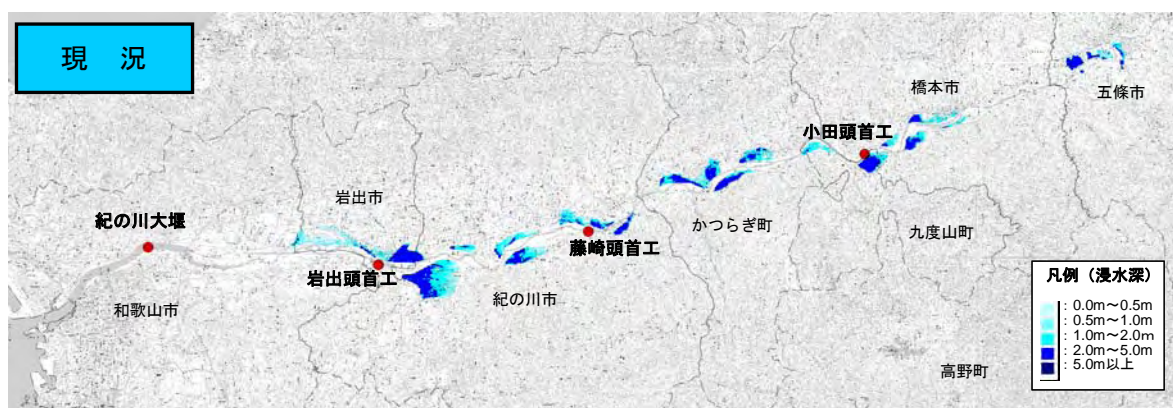 現　況
五條市
橋本市
小田頭首工
岩出市
紀の川大堰
かつらぎ町
九度山町
藤崎頭首工
岩出頭首工
紀の川市
和歌山市
高野町
凡例（浸水深）
: 0.0m～0.5m
: 0.5m～1.0m
: 1.0m～2.0m
: 2.0m～5.0m
: 5.0m以上